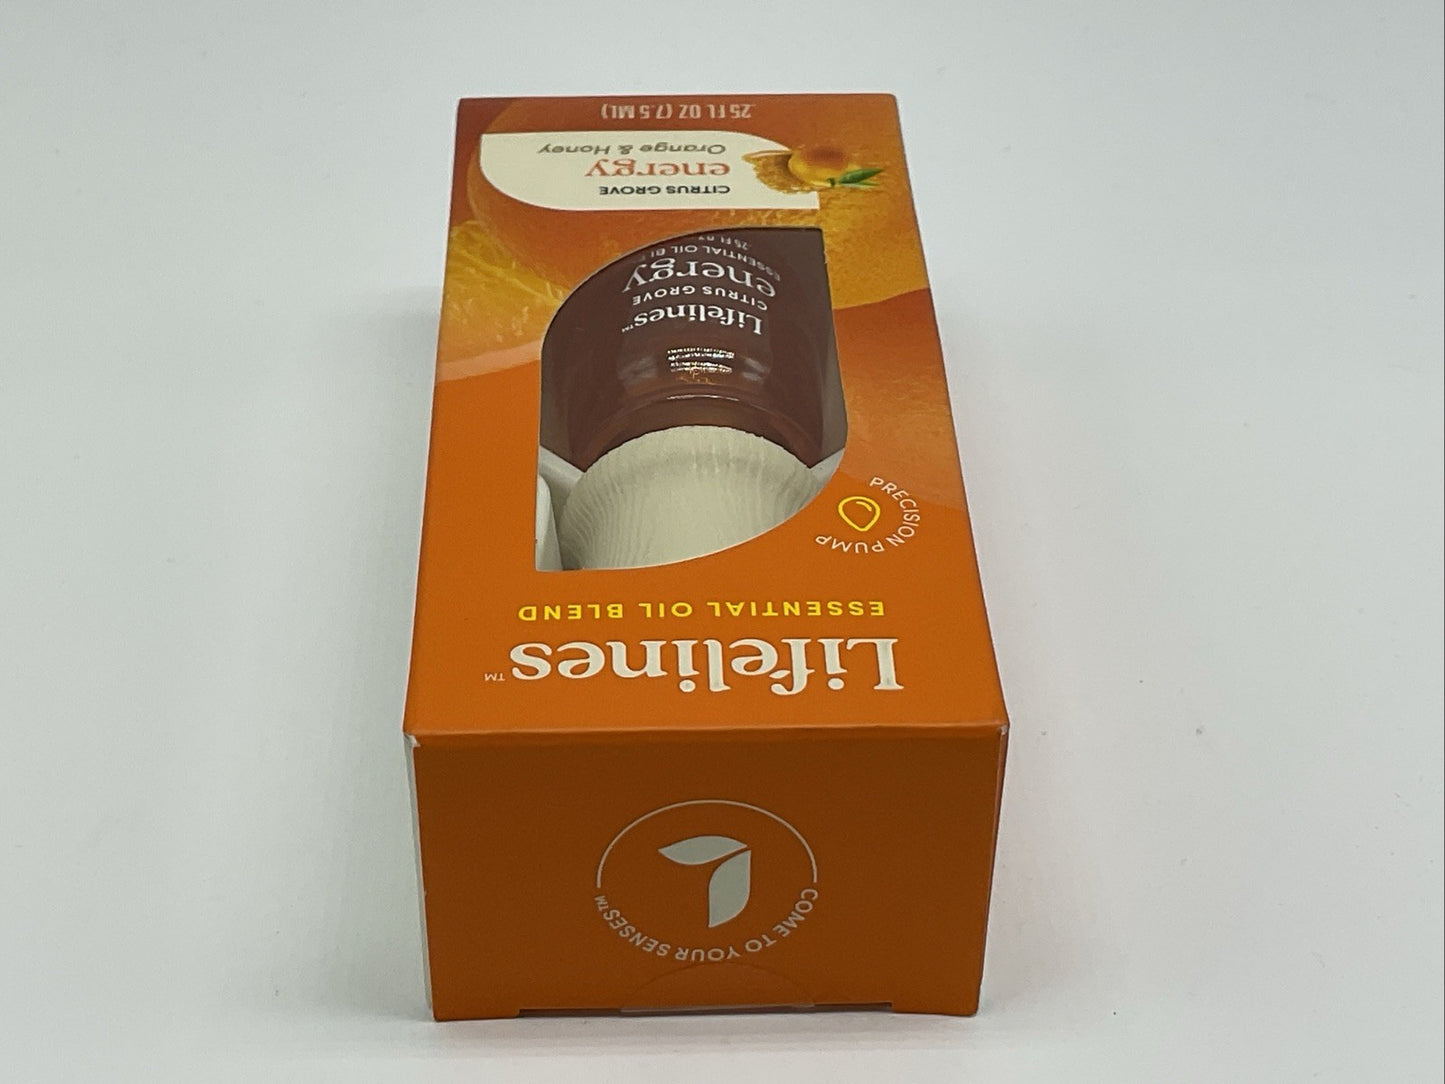 Lifelines™
ESSENTIAL OIL BLEND
PRECISION PUMP
Lifelines™
CITRUS GROVE
energy
ESSENTIAL OIL
.25 FL
CITRUS GROVE
energy
Orange & Honey
.25 FL OZ (7.5 ML)
COME TO YOUR SENSES™